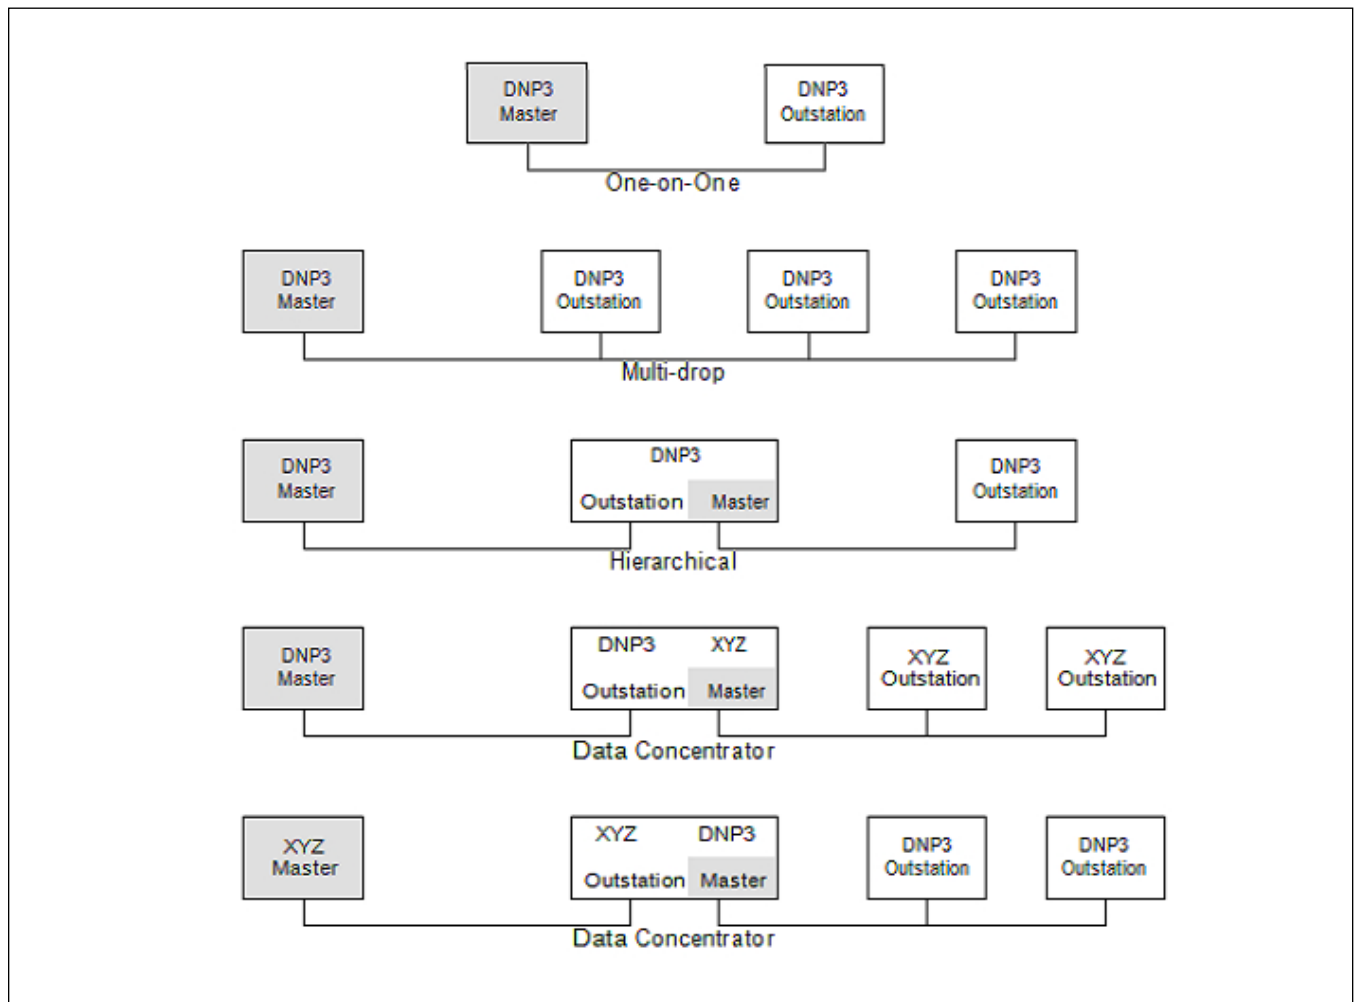 DNP3
Master
DNP3
Outstation
One-on-One
DNP3
Master
DNP3
Outstation
DNP3
Outstation
DNP3
Outstation
Multi-drop
DNP3
Master
DNP3
Outstation
Master
DNP3
Outstation
Hierarchical
DNP3
Master
DNP3
XYZ
Outstation
Master
XYZ
Outstation
XYZ
Outstation
Data Concentrator
XYZ
Master
XYZ
DNP3
Outstation
Master
DNP3
Outstation
DNP3
Outstation
Data Concentrator